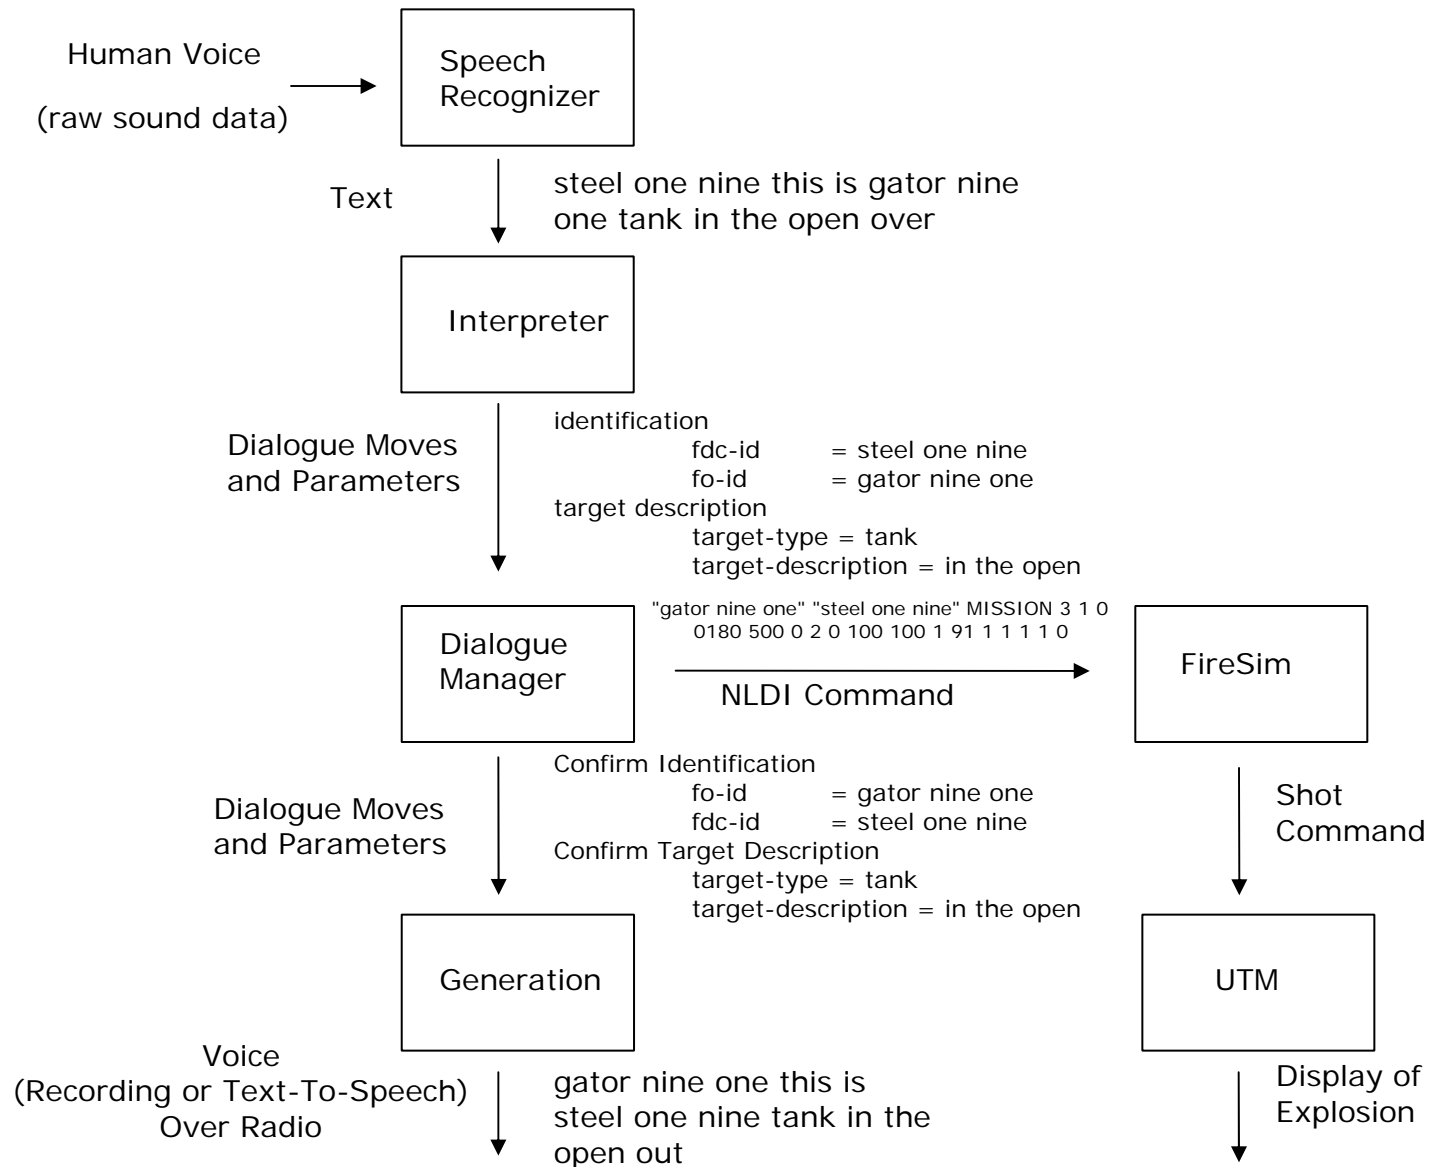 Human Voice
(raw sound data)
Speech
Recognizer
Text
steel one nine this is gator nine
one tank in the open over
Interpreter
Dialogue Moves
and Parameters
identification
fdc-id = steel one nine
fo-id = gator nine one
target description
target-type = tank
target-description = in the open
Dialogue
Manager
"gator nine one" "steel one nine" MISSION 3 1 0
0180 500 0 2 0 100 100 1 91 1 1 1 1 0
NLDI Command
FireSim
Dialogue Moves
and Parameters
Confirm Identification
fo-id = gator nine one
fdc-id = steel one nine
Confirm Target Description
target-type = tank
target-description = in the open
Shot
Command
Generation
UTM
Voice
(Recording or Text-To-Speech)
Over Radio
gator nine one this is
steel one nine tank in the
open out
Display of
Explosion